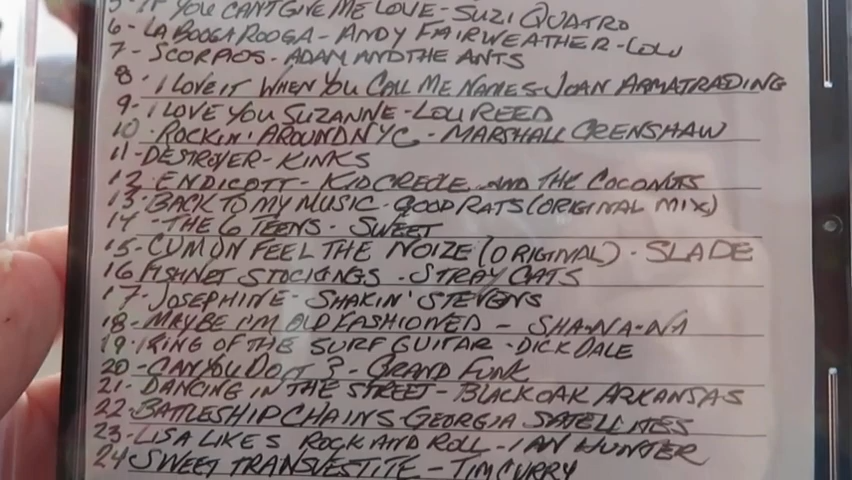 5- IF YOU CAN'T GIVE ME LOVE - SUZI QUATRO
6- LA BOOGA ROOGA - ANDY FAIRWEATHER-LOW
7- SCORPIOS - ADAM AND THE ANTS
8- I LOVE IT WHEN YOU CALL ME NAMES - JOAN ARMATRADING
9- I LOVE YOU SUZANNE - LOU REED
10- ROCKIN' AROUND NYC - MARSHALL CRENSHAW
11- DESTROYER - KINKS
12- ENDICOTT - KID CREOLE AND THE COCONUTS
13- BACK TO MY MUSIC - GOOD RATS (ORIGINAL MIX)
14- THE 6 TEENS - SWEET
15- CUM ON FEEL THE NOIZE (ORIGINAL) - SLADE
16 FISHNET STOCKINGS - STRAY CATS
17- JOSEPHINE - SHAKIN' STEVENS
18- MAYBE I'M OLD FASHIONED - SHA-NA-NA
19- KING OF THE SURF GUITAR - DICK DALE
20- CAN YOU DO IT? - GRAND FUNK
21- DANCING IN THE STREET - BLACK OAK ARKANSAS
22- BATTLESHIP CHAINS - GEORGIA SATELLITES
23- LISA LIKES ROCK AND ROLL - IAN HUNTER
24 SWEET TRANSVESTITE - TIM CURRY